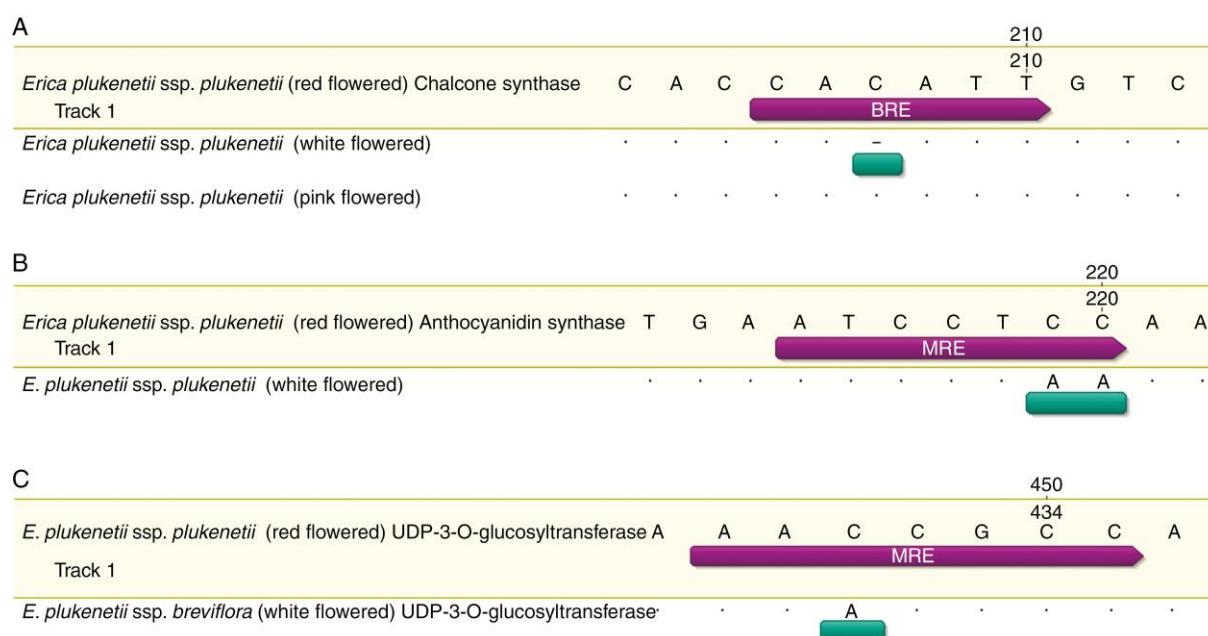 A
210
210
Erica plukenetii ssp. plukenetii (red flowered) Chalcone synthase C A C C A C A T T G T C
Track 1
BRE
Erica plukenetii ssp. plukenetii (white flowered) . . . . . – . . . . . .
Erica plukenetii ssp. plukenetii (pink flowered) . . . . . . . . . . . .
B
220
220
Erica plukenetii ssp. plukenetii (red flowered) Anthocyanidin synthase T G A A T C C T C C A A
Track 1
MRE
E. plukenetii ssp. plukenetii (white flowered) . . . . . . . . A A . .
C
450
434
E. plukenetii ssp. plukenetii (red flowered) UDP-3-O-glucosyltransferase A A A C C G C C A
Track 1
MRE
E. plukenetii ssp. breviflora (white flowered) UDP-3-O-glucosyltransferase . . . A . . . . .